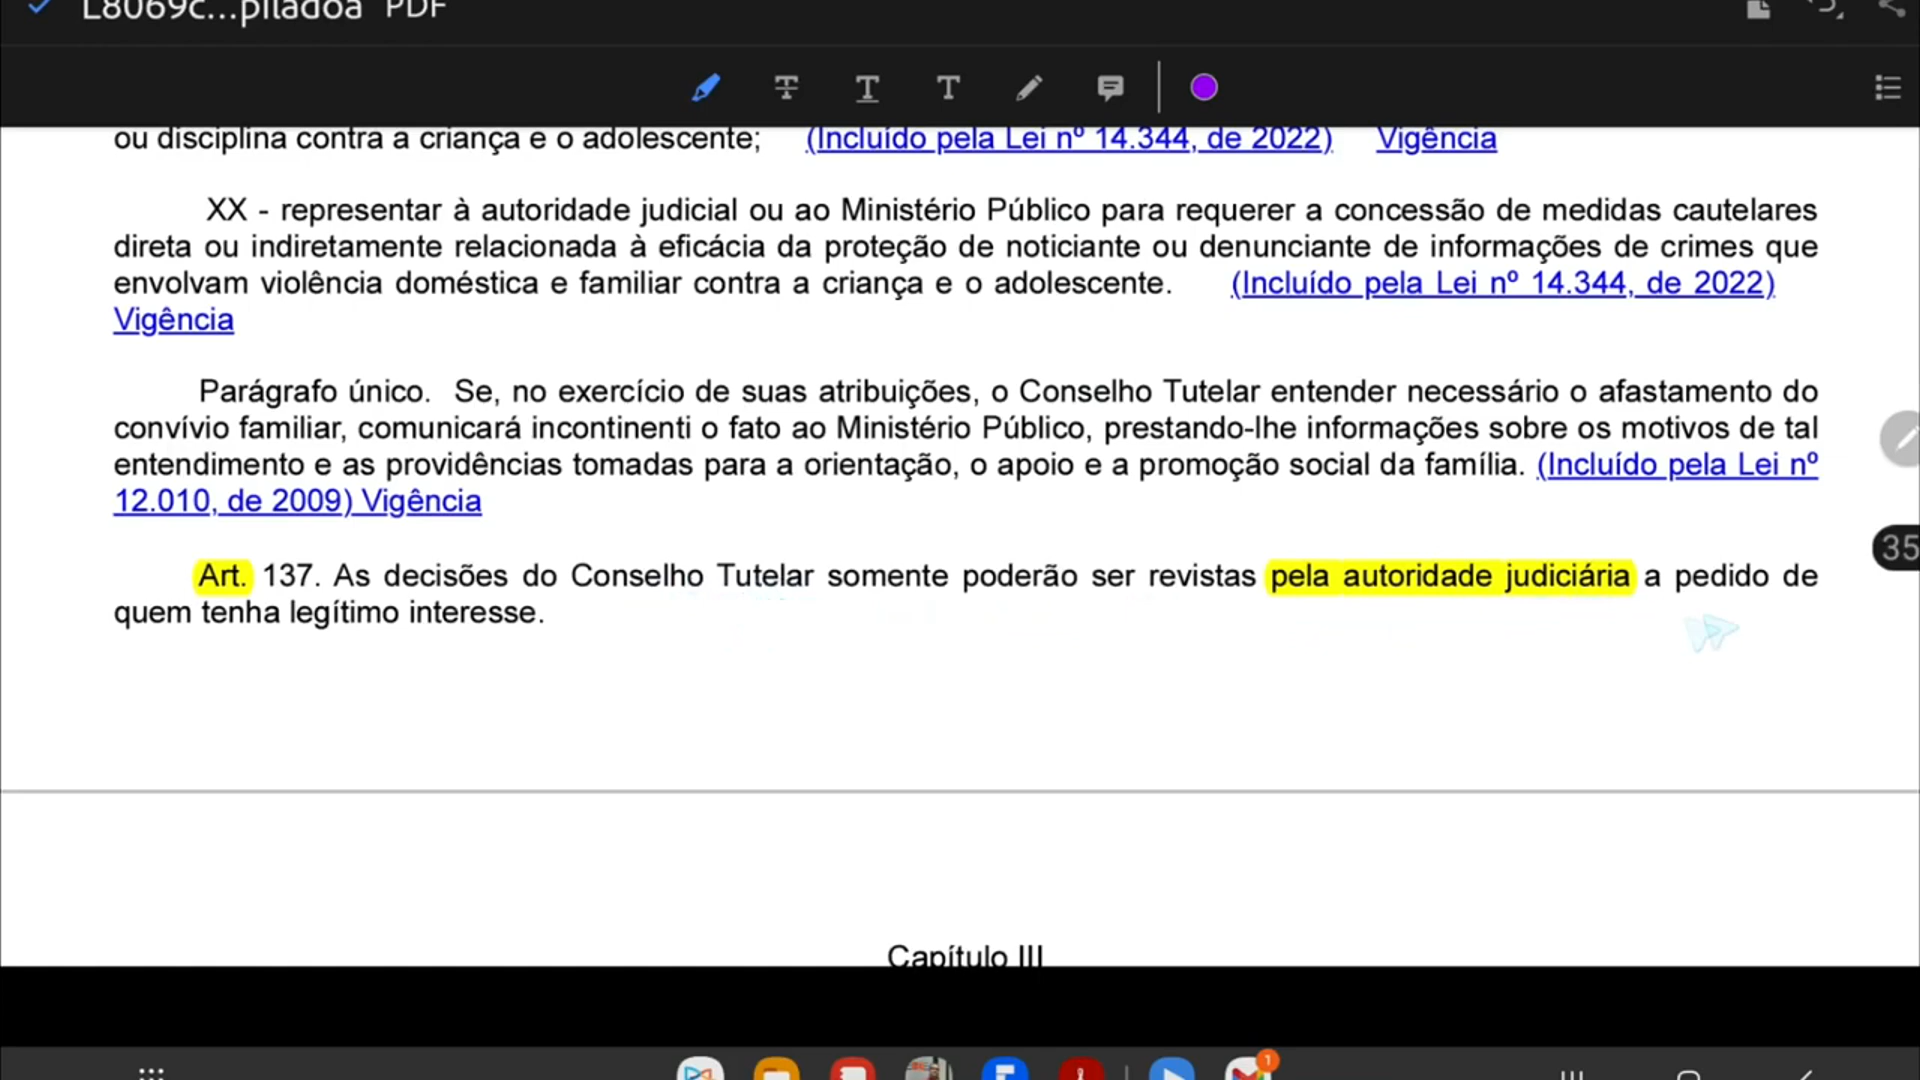 L8069c...piladoa PDF
ou disciplina contra a criança e o adolescente; (Incluído pela Lei nº 14.344, de 2022) Vigência
XX - representar à autoridade judicial ou ao Ministério Público para requerer a concessão de medidas cautelares
direta ou indiretamente relacionada à eficácia da proteção de noticiante ou denunciante de informações de crimes que
envolvam violência doméstica e familiar contra a criança e o adolescente. (Incluído pela Lei nº 14.344, de 2022)
Vigência
Parágrafo único. Se, no exercício de suas atribuições, o Conselho Tutelar entender necessário o afastamento do
convívio familiar, comunicará incontinenti o fato ao Ministério Público, prestando-lhe informações sobre os motivos de tal
entendimento e as providências tomadas para a orientação, o apoio e a promoção social da família. (Incluído pela Lei nº
12.010, de 2009) Vigência
35
Art. 137. As decisões do Conselho Tutelar somente poderão ser revistas pela autoridade judiciária a pedido de
quem tenha legítimo interesse.
Capítulo III
1